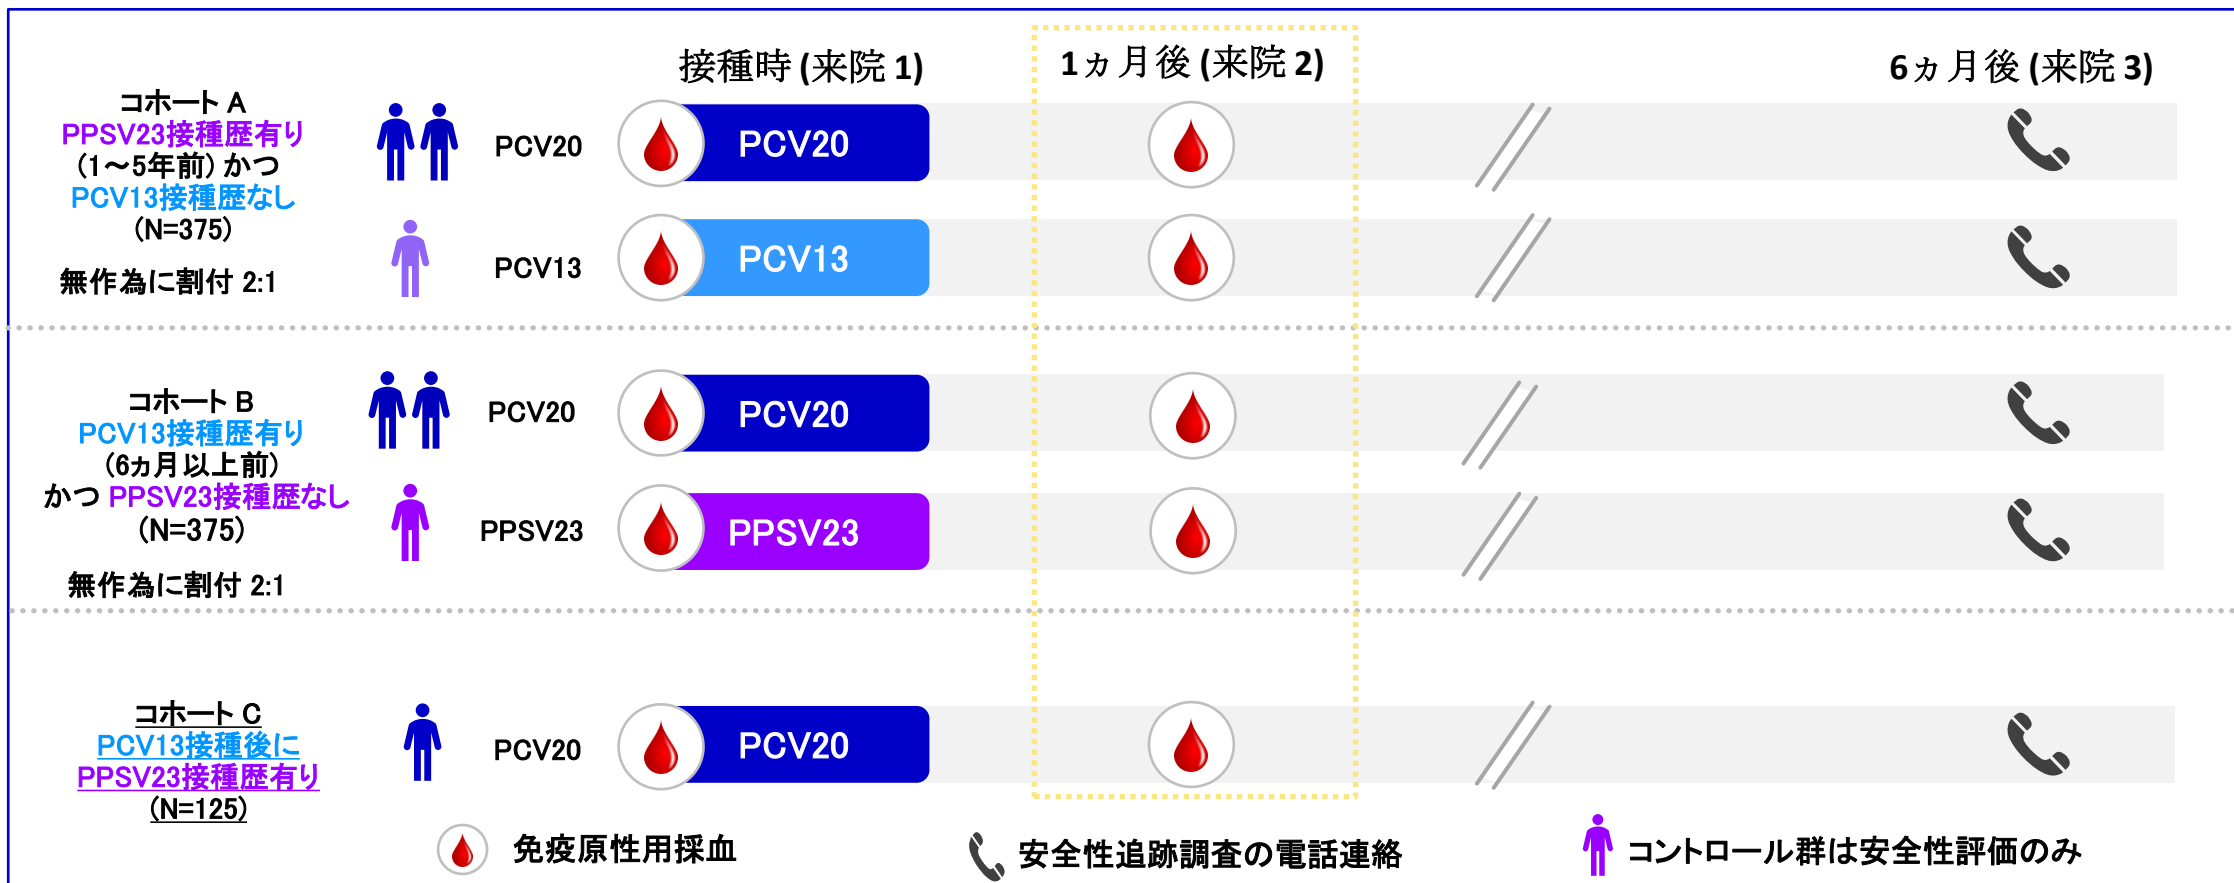 接種時 (来院 1)
1ヵ月後 (来院 2)
6ヵ月後 (来院 3)
コホート A
PPSV23接種歴有り
(1～5年前) かつ
PCV13接種歴なし
(N=375)
無作為に割付 2:1
PCV20
PCV20
PCV13
PCV13
コホート B
PCV13接種歴有り
(6ヵ月以上前)
かつ PPSV23接種歴なし
(N=375)
無作為に割付 2:1
PCV20
PCV20
PPSV23
PPSV23
コホート C
PCV13接種後に
PPSV23接種歴有り
(N=125)
PCV20
PCV20
免疫原性用採血
安全性追跡調査の電話連絡
コントロール群は安全性評価のみ